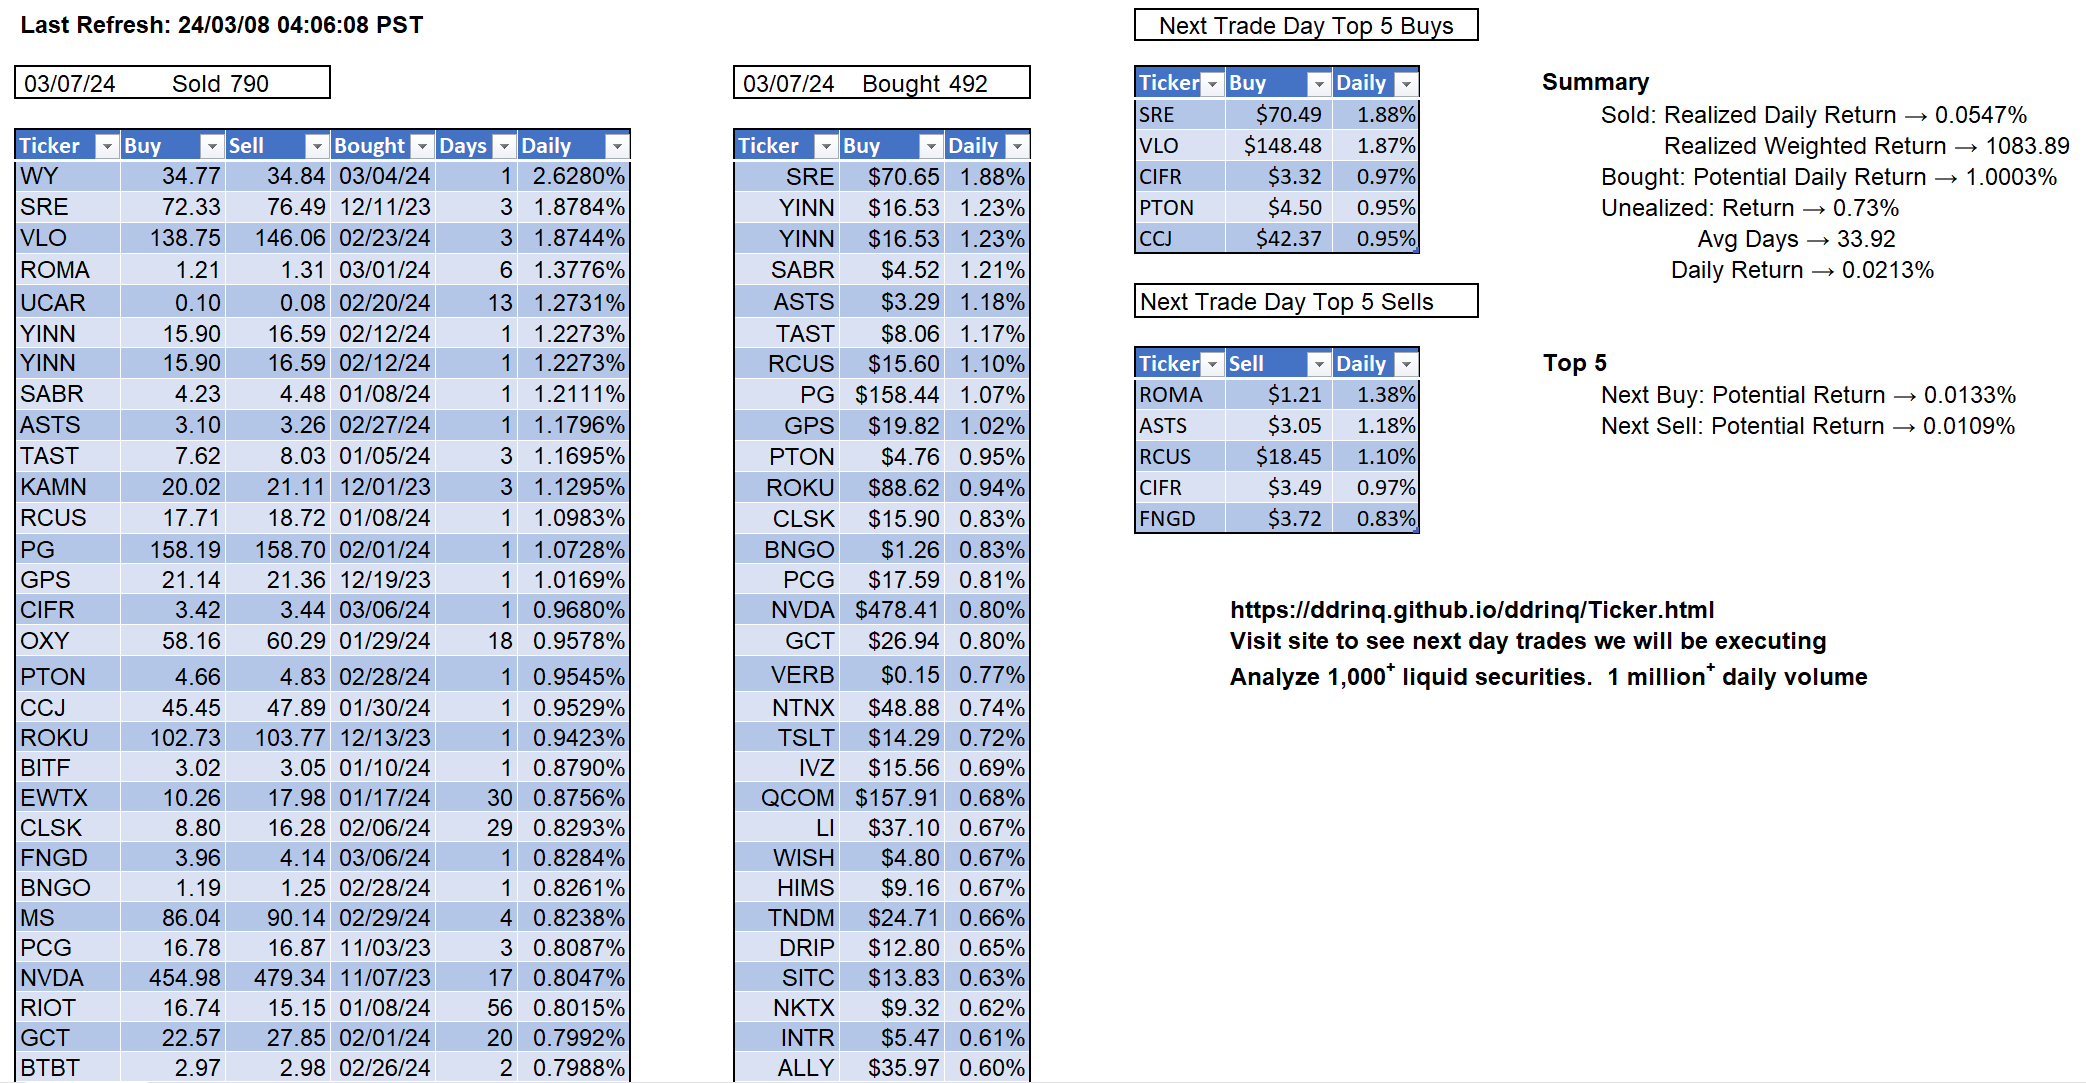 Last Refresh: 24/03/08 04:06:08 PST
03/07/24 Sold 790
Ticker Buy Sell Bought Days Daily
WY 34.77 34.84 03/04/24 1 2.6280%
SRE 72.33 76.49 12/11/23 3 1.8784%
VLO 138.75 146.06 02/23/24 3 1.8744%
ROMA 1.21 1.31 03/01/24 6 1.3776%
UCAR 0.10 0.08 02/20/24 13 1.2731%
YINN 15.90 16.59 02/12/24 1 1.2273%
YINN 15.90 16.59 02/12/24 1 1.2273%
SABR 4.23 4.48 01/08/24 1 1.2111%
ASTS 3.10 3.26 02/27/24 1 1.1796%
TAST 7.62 8.03 01/05/24 3 1.1695%
KAMN 20.02 21.11 12/01/23 3 1.1295%
RCUS 17.71 18.72 01/08/24 1 1.0983%
PG 158.19 158.70 02/01/24 1 1.0728%
GPS 21.14 21.36 12/19/23 1 1.0169%
CIFR 3.42 3.44 03/06/24 1 0.9680%
OXY 58.16 60.29 01/29/24 18 0.9578%
PTON 4.66 4.83 02/28/24 1 0.9545%
CCJ 45.45 47.89 01/30/24 1 0.9529%
ROKU 102.73 103.77 12/13/23 1 0.9423%
BITF 3.02 3.05 01/10/24 1 0.8790%
EWTX 10.26 17.98 01/17/24 30 0.8756%
CLSK 8.80 16.28 02/06/24 29 0.8293%
FNGD 3.96 4.14 03/06/24 1 0.8284%
BNGO 1.19 1.25 02/28/24 1 0.8261%
MS 86.04 90.14 02/29/24 4 0.8238%
PCG 16.78 16.87 11/03/23 3 0.8087%
NVDA 454.98 479.34 11/07/23 17 0.8047%
RIOT 16.74 15.15 01/08/24 56 0.8015%
GCT 22.57 27.85 02/01/24 20 0.7992%
BTBT 2.97 2.98 02/26/24 2 0.7988%
03/07/24 Bought 492
Ticker Buy Daily
SRE $70.65 1.88%
YINN $16.53 1.23%
YINN $16.53 1.23%
SABR $4.52 1.21%
ASTS $3.29 1.18%
TAST $8.06 1.17%
RCUS $15.60 1.10%
PG $158.44 1.07%
GPS $19.82 1.02%
PTON $4.76 0.95%
ROKU $88.62 0.94%
CLSK $15.90 0.83%
BNGO $1.26 0.83%
PCG $17.59 0.81%
NVDA $478.41 0.80%
GCT $26.94 0.80%
VERB $0.15 0.77%
NTNX $48.88 0.74%
TSLT $14.29 0.72%
IVZ $15.56 0.69%
QCOM $157.91 0.68%
LI $37.10 0.67%
WISH $4.80 0.67%
HIMS $9.16 0.67%
TNDM $24.71 0.66%
DRIP $12.80 0.65%
SITC $13.83 0.63%
NKTX $9.32 0.62%
INTR $5.47 0.61%
ALLY $35.97 0.60%
Next Trade Day Top 5 Buys
Ticker Buy Daily
SRE $70.49 1.88%
VLO $148.48 1.87%
CIFR $3.32 0.97%
PTON $4.50 0.95%
CCJ $42.37 0.95%
Next Trade Day Top 5 Sells
Ticker Sell Daily
ROMA $1.21 1.38%
ASTS $3.05 1.18%
RCUS $18.45 1.10%
CIFR $3.49 0.97%
FNGD $3.72 0.83%
Summary
Sold: Realized Daily Return → 0.0547%
Realized Weighted Return → 1083.89
Bought: Potential Daily Return → 1.0003%
Unealized: Return → 0.73%
Avg Days → 33.92
Daily Return → 0.0213%
Top 5
Next Buy: Potential Return → 0.0133%
Next Sell: Potential Return → 0.0109%
https://ddrinq.github.io/ddrinq/Ticker.html
Visit site to see next day trades we will be executing
Analyze 1,000+ liquid securities. 1 million+ daily volume